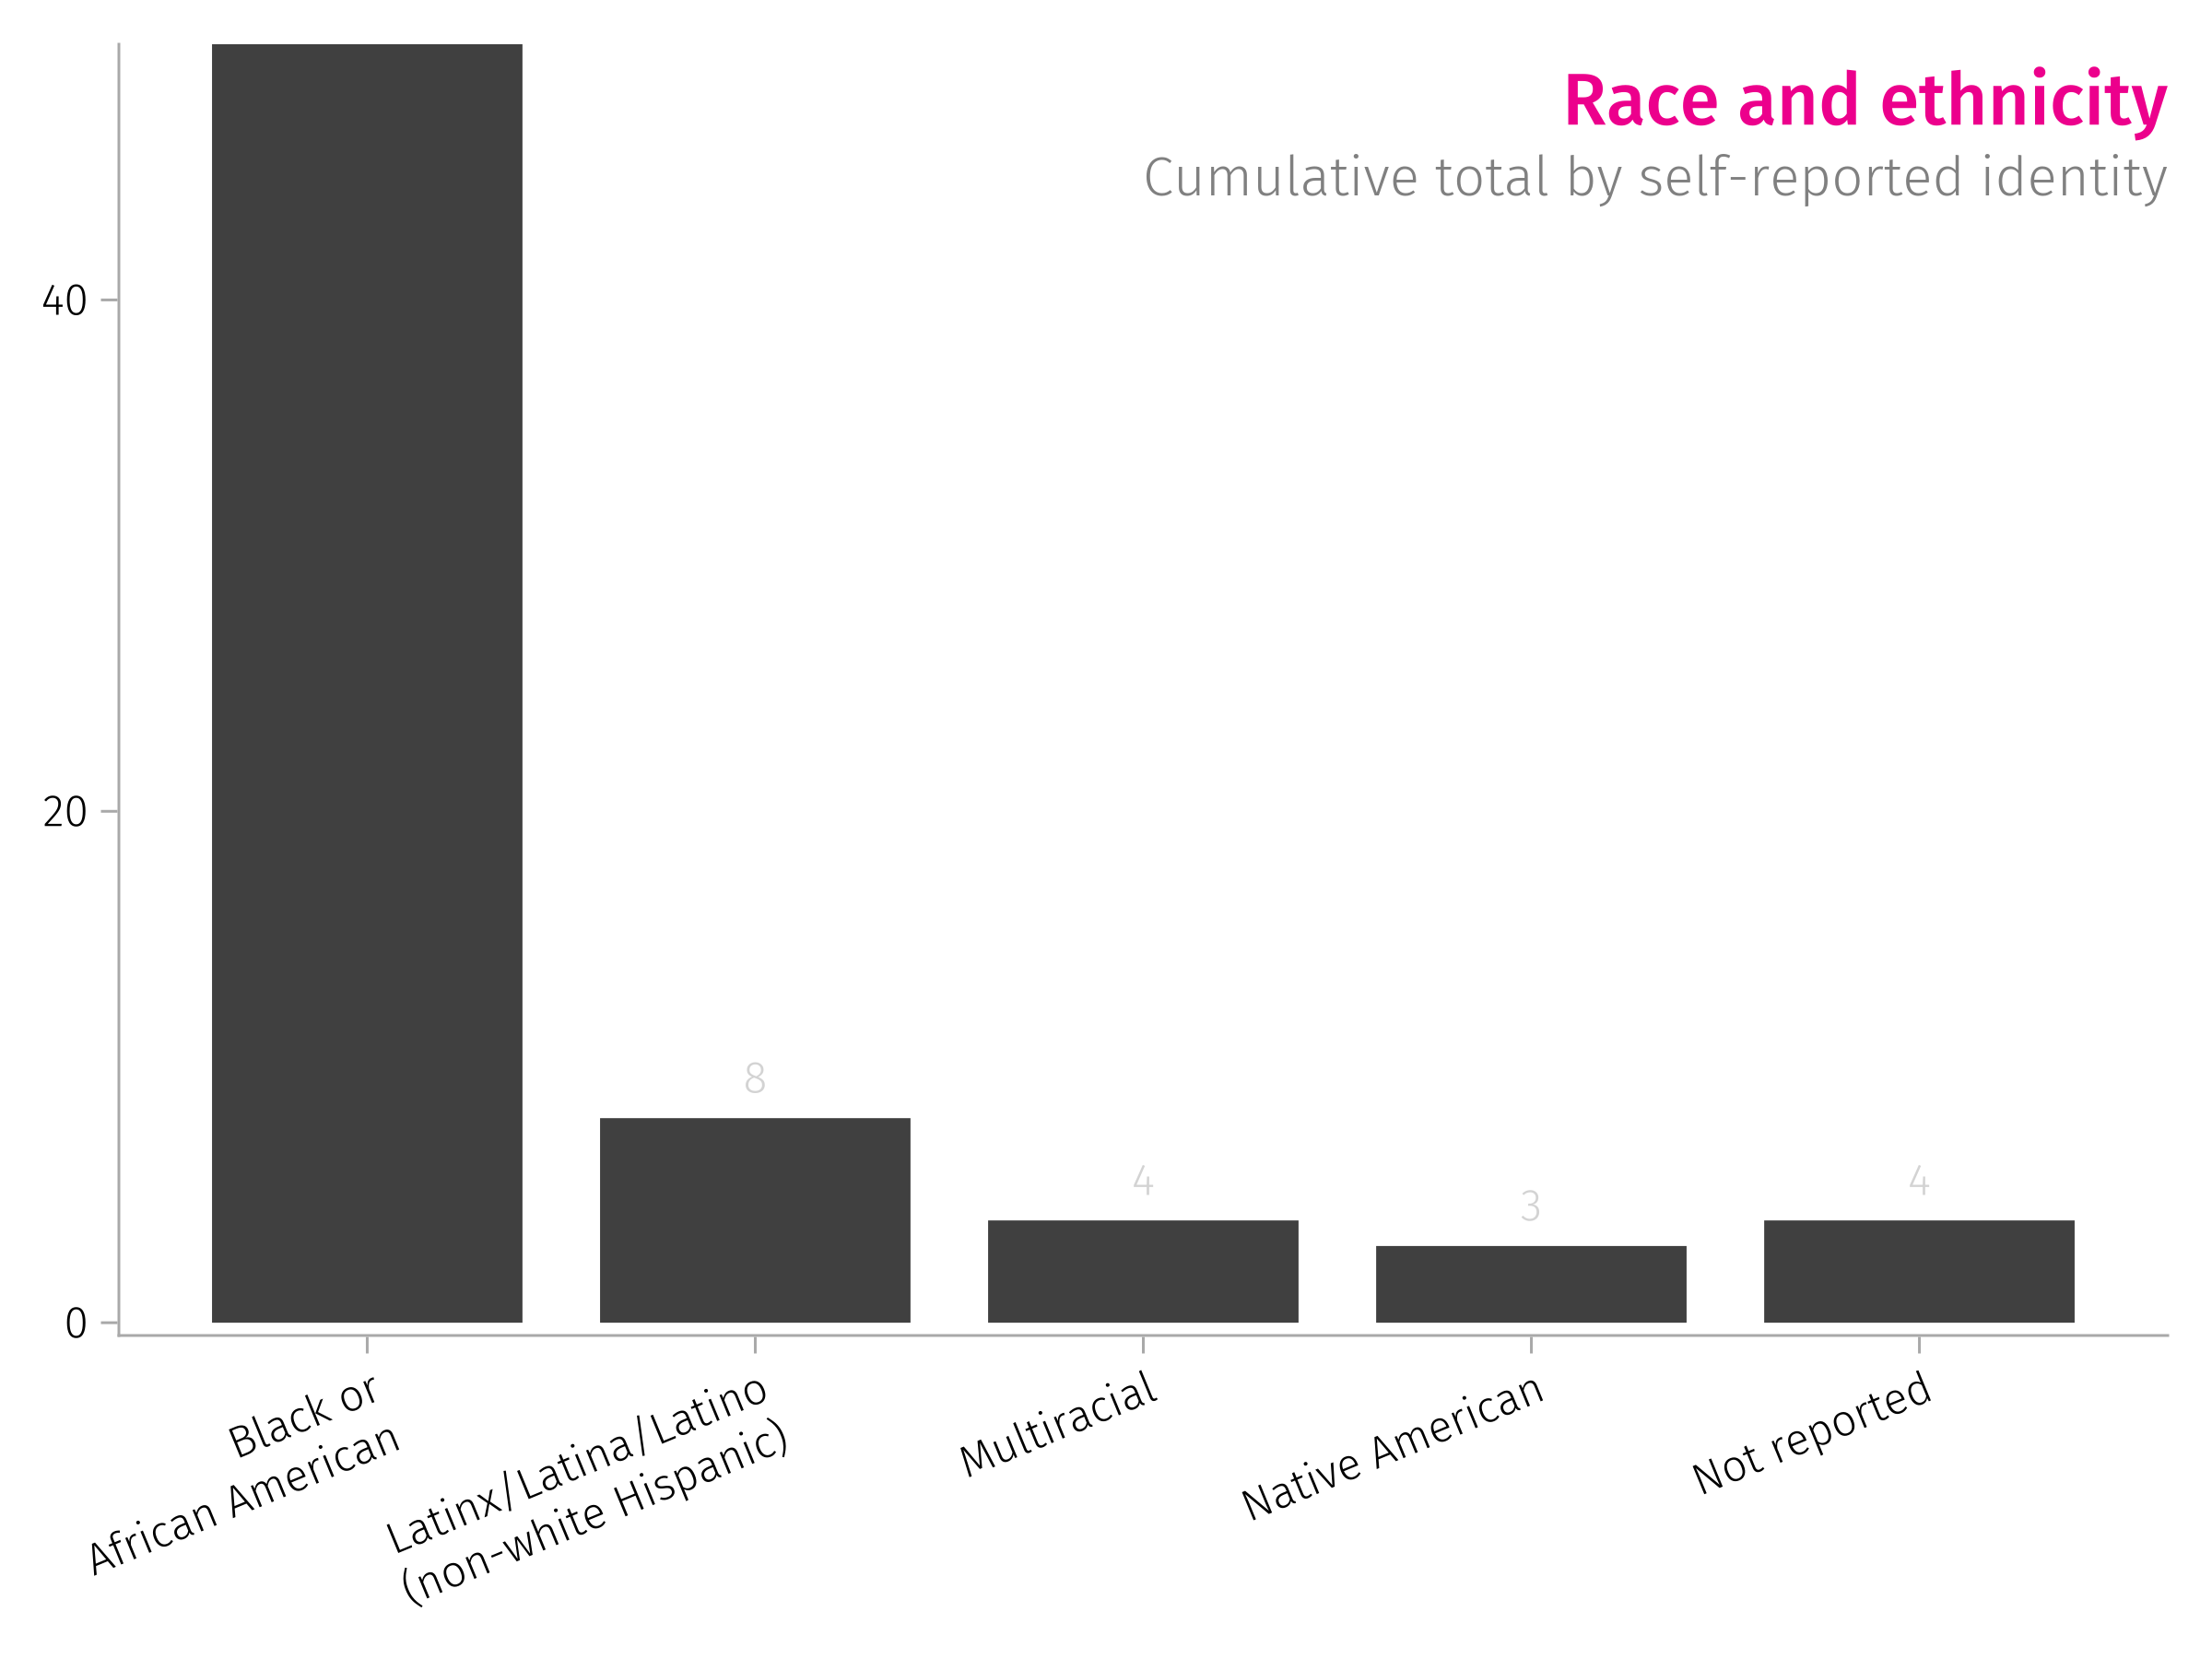 Race and ethnicity
Cumulative total by self-reported identity
40
20
0
8
4
3
4
Black or
African American
Latinx/Latina/Latino
(non-white Hispanic)
Multiracial
Native American
Not reported